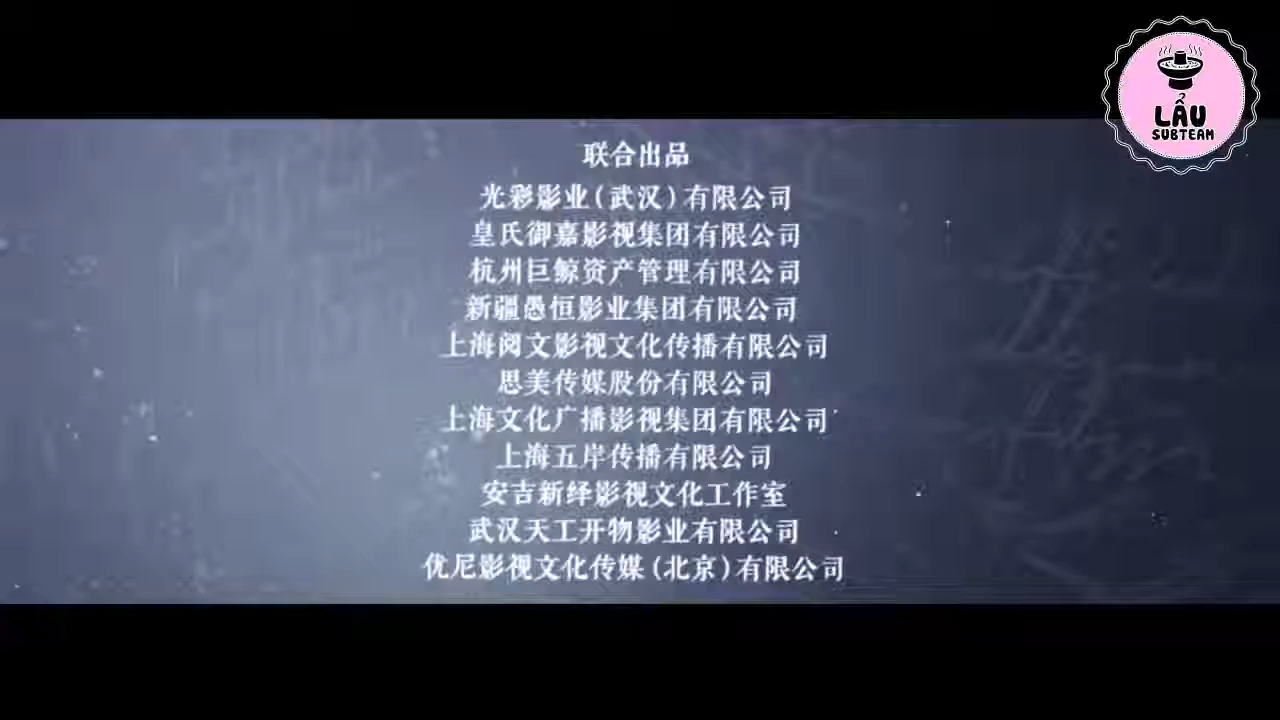 LẨU
SUBTEAM
联合出品
光彩影业(武汉)有限公司
皇氏御嘉影视集团有限公司
杭州巨鲸资产管理有限公司
新疆愚恒影业集团有限公司
上海阅文影视文化传播有限公司
思美传媒股份有限公司
上海文化广播影视集团有限公司
上海五岸传播有限公司
安吉新绎影视文化工作室
武汉天工开物影业有限公司
优尼影视文化传媒(北京)有限公司